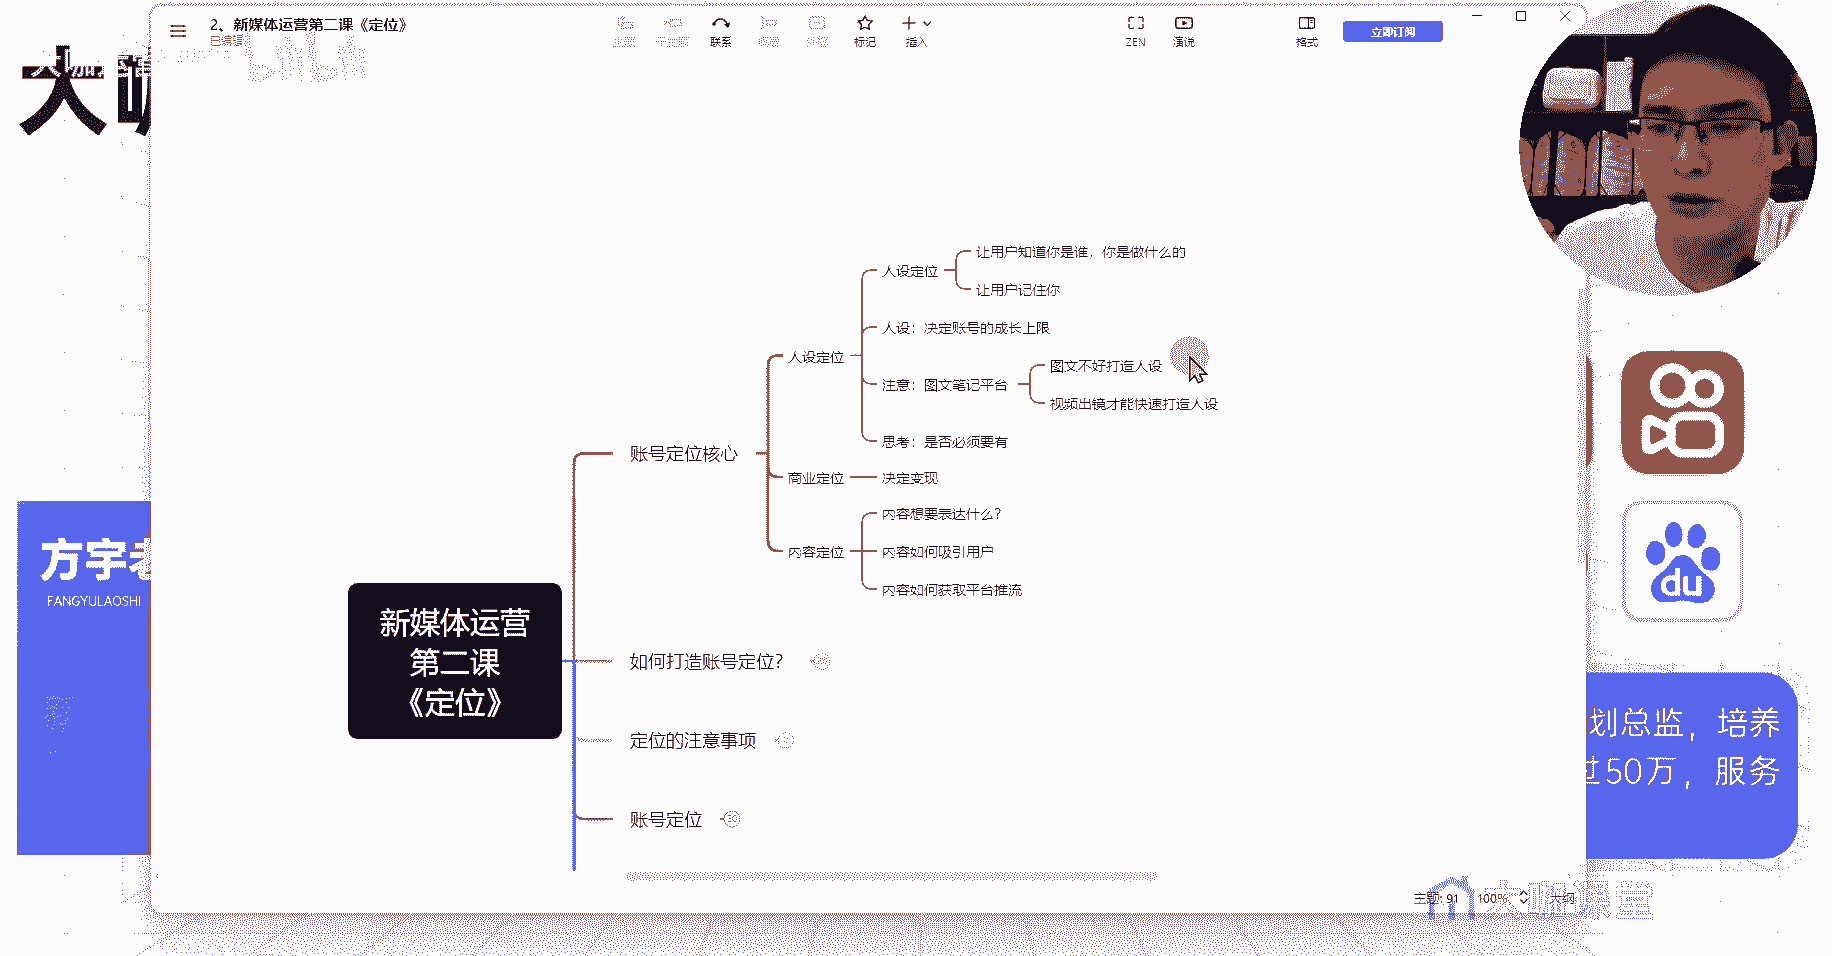 2、新媒体运营第二课《定位》
已编辑
联系
标记
插入
ZEN
演说
格式
立即订阅
大
方宇老
FANGYULAOSHI
让用户知道你是谁，你是做什么的
人设定位
让用户记住你
人设：决定账号的成长上限
人设定位
图文不好打造人设
注意：图文笔记平台
视频出镜才能快速打造人设
思考：是否必须要有
账号定位核心
商业定位
决定变现
内容想要表达什么?
内容定位
内容如何吸引用户
内容如何获取平台推流
新媒体运营
第二课
《定位》
如何打造账号定位?
定位的注意事项
账号定位
du
划总监，培养
过50万，服务
主题: 91
100%
大纲